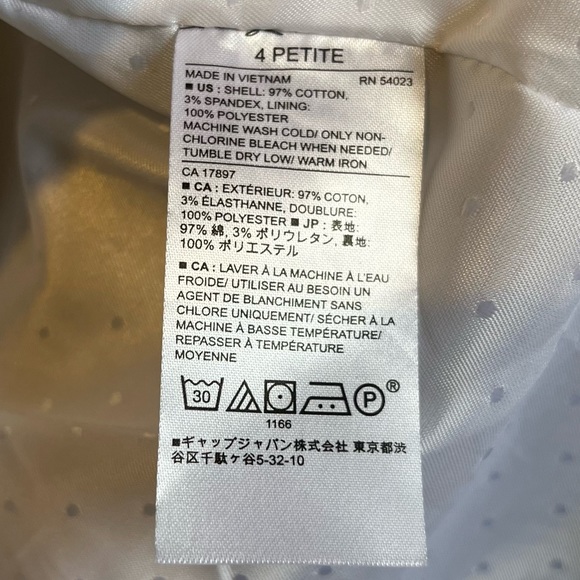 4 PETITE
MADE IN VIETNAM RN 54023
■ US : SHELL: 97% COTTON,
3% SPANDEX, LINING:
100% POLYESTER
MACHINE WASH COLD/ ONLY NON-
CHLORINE BLEACH WHEN NEEDED/
TUMBLE DRY LOW/ WARM IRON
CA 17897
■ CA : EXTÉRIEUR: 97% COTON,
3% ÉLASTHANNE, DOUBLURE:
100% POLYESTER ■ JP : 表地:
97% 綿, 3% ポリウレタン, 裏地:
100% ポリエステル
■ CA : LAVER À LA MACHINE À L'EAU
FROIDE/ UTILISER AU BESOIN UN
AGENT DE BLANCHIMENT SANS
CHLORE UNIQUEMENT/ SÉCHER À LA
MACHINE À BASSE TEMPÉRATURE/
REPASSER À TEMPÉRATURE
MOYENNE
30 P ®
1166
■ギャップジャパン株式会社 東京都渋
谷区千駄ケ谷5-32-10